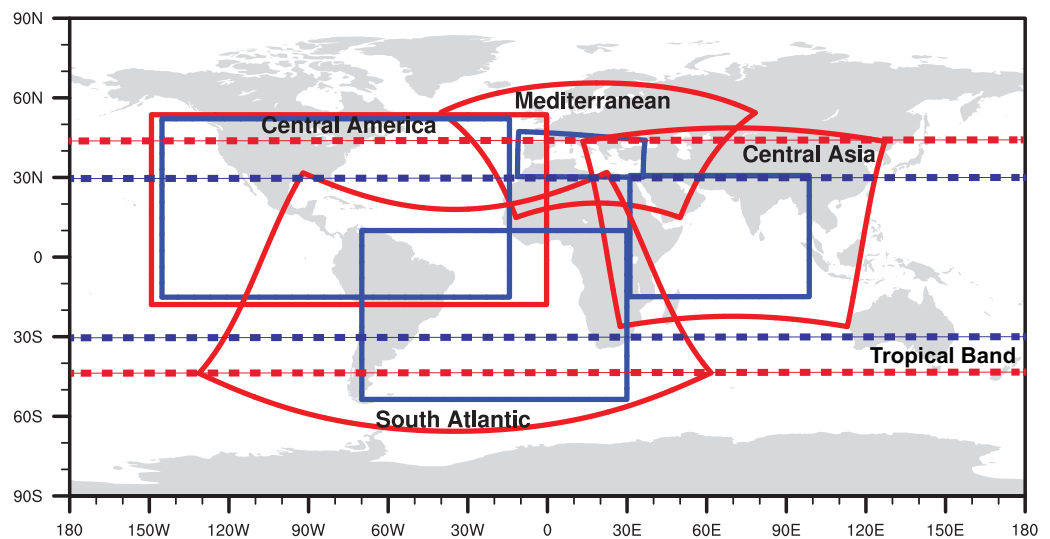 90N
60N
30N
0
30S
60S
90S
Mediterranean
Central America
Central Asia
Tropical Band
South Atlantic
180 150W 120W 90W 60W 30W 0 30E 60E 90E 120E 150E 180